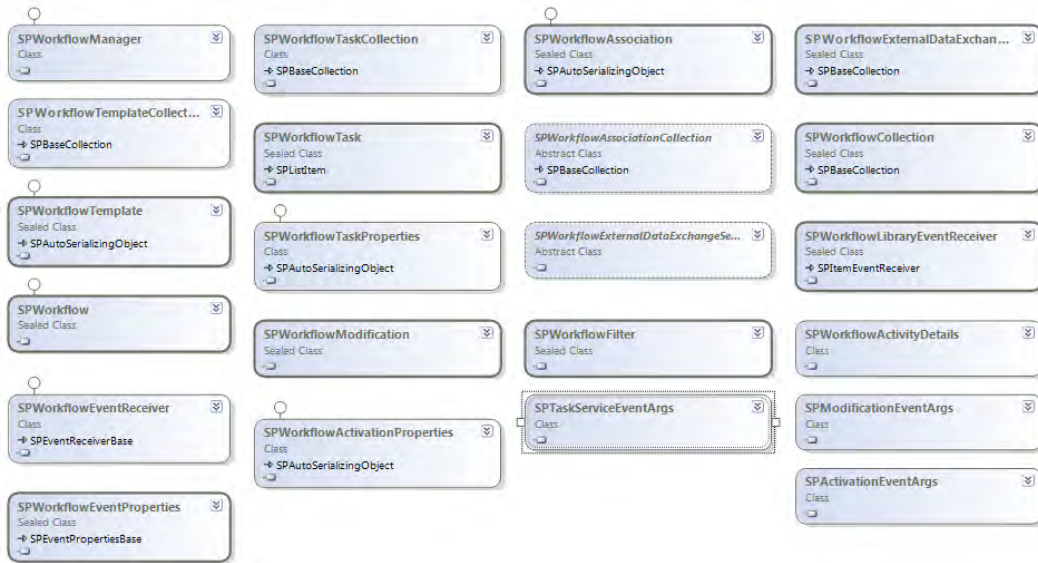 SPWorkflowManager
Class
SPWorkflowTemplateCollect...
Class
SPBaseCollection
SPWorkflowTemplate
Sealed Class
SPAutoSerializingObject
SPWorkflow
Sealed Class
SPWorkflowEventReceiver
Class
SPEventReceiverBase
SPWorkflowEventProperties
Sealed Class
SPEventPropertiesBase
SPWorkflowTaskCollection
Class
SPBaseCollection
SPWorkflowTask
Sealed Class
SPListItem
SPWorkflowTaskProperties
Class
SPAutoSerializingObject
SPWorkflowModification
Sealed Class
SPWorkflowActivationProperties
Class
SPAutoSerializingObject
SPWorkflowAssociation
Sealed Class
SPAutoSerializingObject
SPWorkflowAssociationCollection
Abstract Class
SPBaseCollection
SPWorkflowExternalDataExchangeSe...
Abstract Class
SPWorkflowFilter
Sealed Class
SPTaskServiceEventArgs
Class
SPWorkflowExternalDataExchan...
Sealed Class
SPBaseCollection
SPWorkflowCollection
Sealed Class
SPBaseCollection
SPWorkflowLibraryEventReceiver
Sealed Class
SPItemEventReceiver
SPWorkflowActivityDetails
Class
SPModificationEventArgs
Class
SPActivationEventArgs
Class